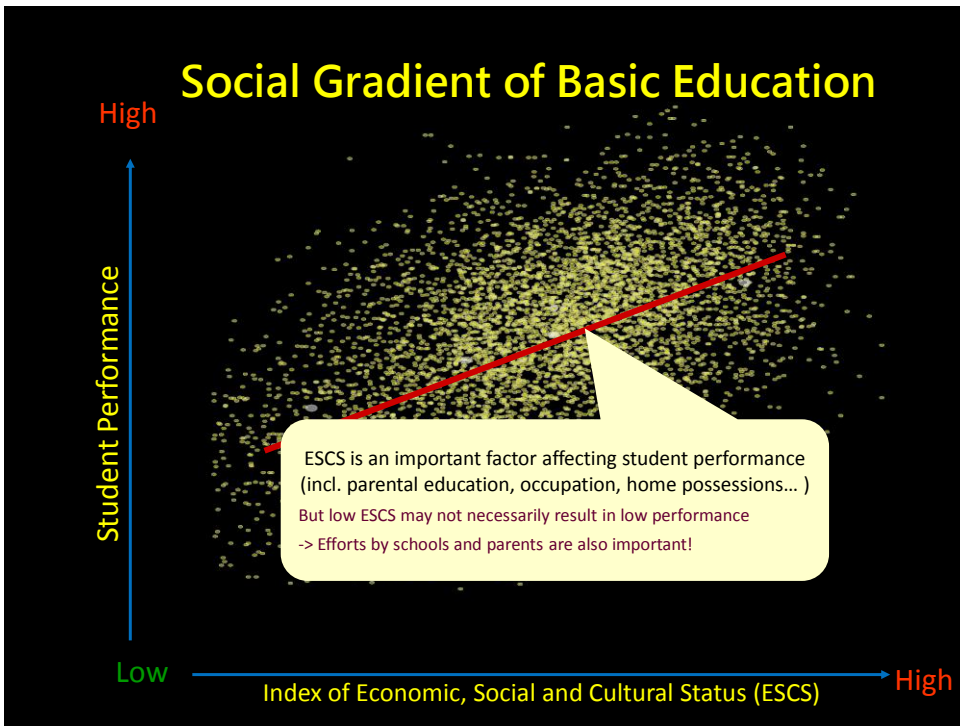 Social Gradient of Basic Education
High
Student Performance
ESCS is an important factor affecting student performance
(incl. parental education, occupation, home possessions… )
But low ESCS may not necessarily result in low performance
-> Efforts by schools and parents are also important!
Low
High
Index of Economic, Social and Cultural Status (ESCS)